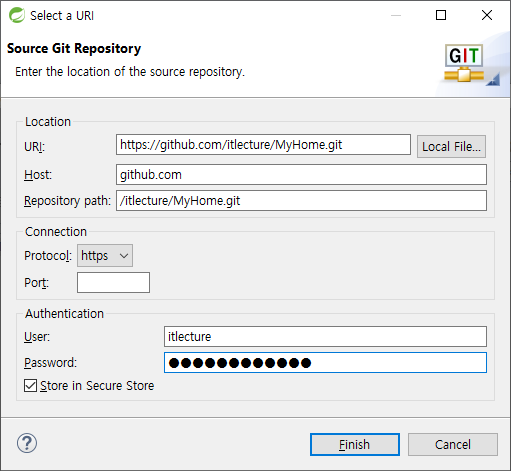 Select a URI
Source Git Repository
Enter the location of the source repository.
GIT
Location
URI: https://github.com/itlecture/MyHome.git Local File...
Host: github.com
Repository path: /itlecture/MyHome.git
Connection
Protocol: https
Port:
Authentication
User: itlecture
Password: ●●●●●●●●●●●●
Store in Secure Store
? Finish Cancel